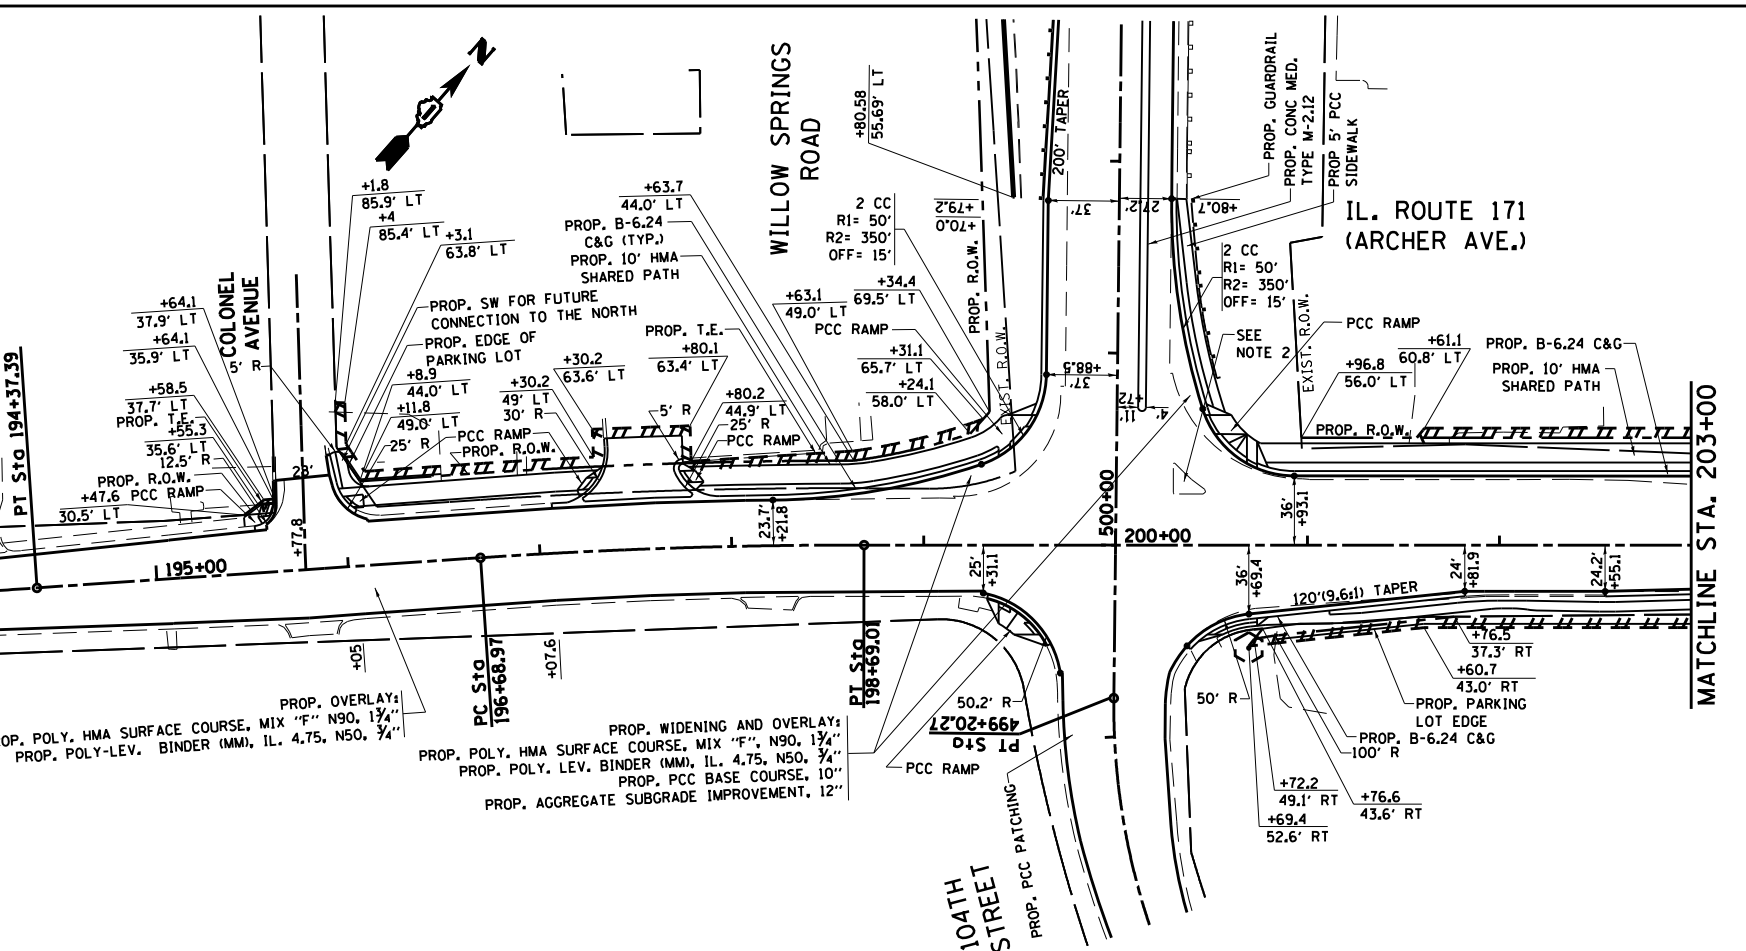 N
WILLOW SPRINGS
ROAD
+80.58
55.69' LT
200' TAPER
PROP. GUARDRAIL
PROP. CONC MED.
TYPE M-2.12
PROP 5' PCC
SIDEWALK
IL. ROUTE 171
(ARCHER AVE.)
+1.8
85.9' LT
+4
85.4' LT
+3.1
63.8' LT
+63.7
44.0' LT
PROP. B-6.24
C&G (TYP.)
PROP. 10' HMA
SHARED PATH
2 CC
R1= 50'
R2= 350'
OFF= 15'
+79.2
+70.0
37'
27.2'
+80.7
2 CC
R1= 50'
R2= 350'
OFF= 15'
COLONEL
AVENUE
+64.1
37.9' LT
+64.1
35.9' LT
5' R
+58.5
37.7' LT
PROP. T.E.
+55.3
35.6' LT
12.5' R
PROP. R.O.W.
+47.6
PCC RAMP
30.5' LT
28'
PT Sta 194+37.39
PROP. SW FOR FUTURE
CONNECTION TO THE NORTH
PROP. EDGE OF
PARKING LOT
+8.9
44.0' LT
+11.8
49.0' LT
25' R
PCC RAMP
PROP. R.O.W.
+30.2
49' LT
30' R
+30.2
63.6' LT
PROP. T.E.
+80.1
63.4' LT
5' R
+80.2
44.9' LT
25' R
PCC RAMP
+63.1
49.0' LT
+34.4
69.5' LT
PCC RAMP
+31.1
65.7' LT
+24.1
58.0' LT
PROP. R.O.W.
EXIST. R.O.W.
+88.5
37'
+72
11'
4'
SEE
NOTE 2
PCC RAMP
EXIST. R.O.W.
+96.8
56.0' LT
+61.1
60.8' LT
PROP. B-6.24 C&G
PROP. 10' HMA
SHARED PATH
PROP. R.O.W.
MATCHLINE STA. 203+00
+77.8
195+00
23.7'
+21.8
25'
+31.1
500+00
200+00
36'
+93.1
36'
+69.4
24'
+81.9
24.2'
+55.1
120'(9.6:1) TAPER
+05
PC Sta
196+68.97
+07.6
PT Sta
198+69.01
50.2' R
PT Sta
499+20.27
50' R
+76.5
37.3' RT
+60.7
43.0' RT
PROP. PARKING
LOT EDGE
PROP. B-6.24 C&G
100' R
+72.2
49.1' RT
+76.6
43.6' RT
+69.4
52.6' RT
PROP. OVERLAY:
OP. POLY. HMA SURFACE COURSE, MIX "F" N90, 1¾"
PROP. POLY-LEV. BINDER (MM), IL. 4.75, N50, ¾"
PROP. WIDENING AND OVERLAY:
PROP. POLY. HMA SURFACE COURSE, MIX "F", N90, 1¾"
PROP. POLY. LEV. BINDER (MM), IL. 4.75, N50, ¾"
PROP. PCC BASE COURSE, 10"
PROP. AGGREGATE SUBGRADE IMPROVEMENT, 12"
PCC RAMP
PROP. PCC PATCHING
104TH
STREET